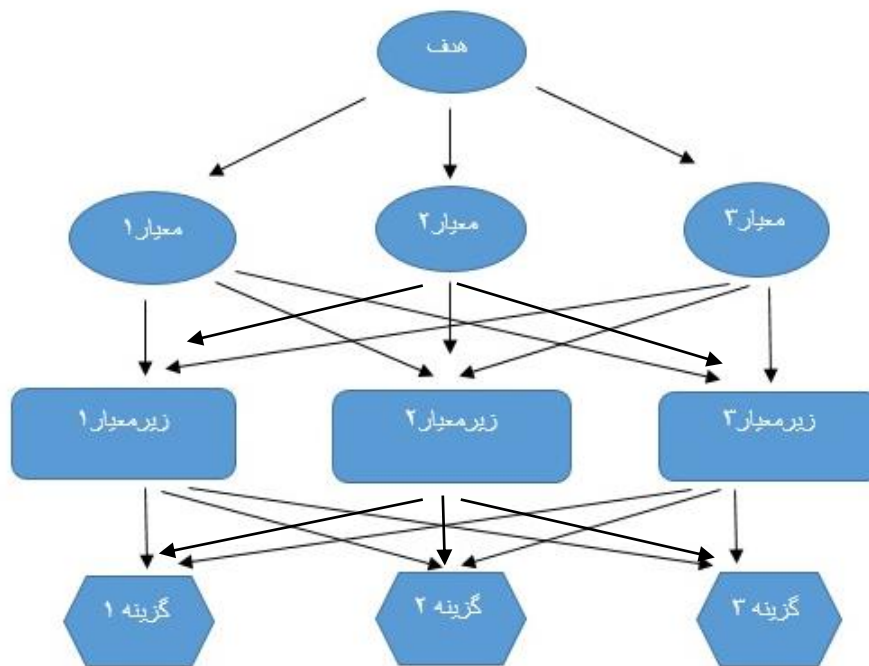 هدف
معیار۳
معیار۲
معیار۱
زیرمعیار۳
زیرمعیار۲
زیرمعیار۱
گزینه ۳
گزینه ۲
گزینه ۱